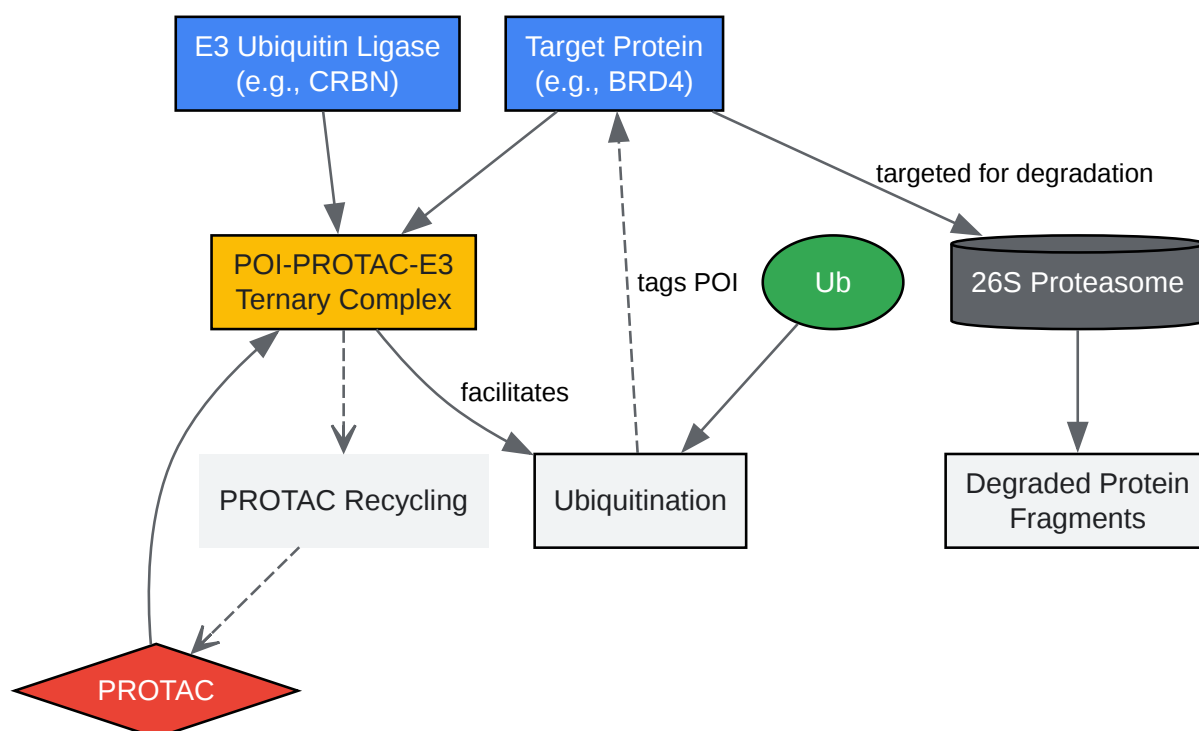 E3 Ubiquitin Ligase
(e.g., CRBN)
Target Protein
(e.g., BRD4)
targeted for degradation
POI-PROTAC-E3
Ternary Complex
tags POI
Ub
26S Proteasome
facilitates
PROTAC Recycling
Ubiquitination
Degraded Protein
Fragments
PROTAC